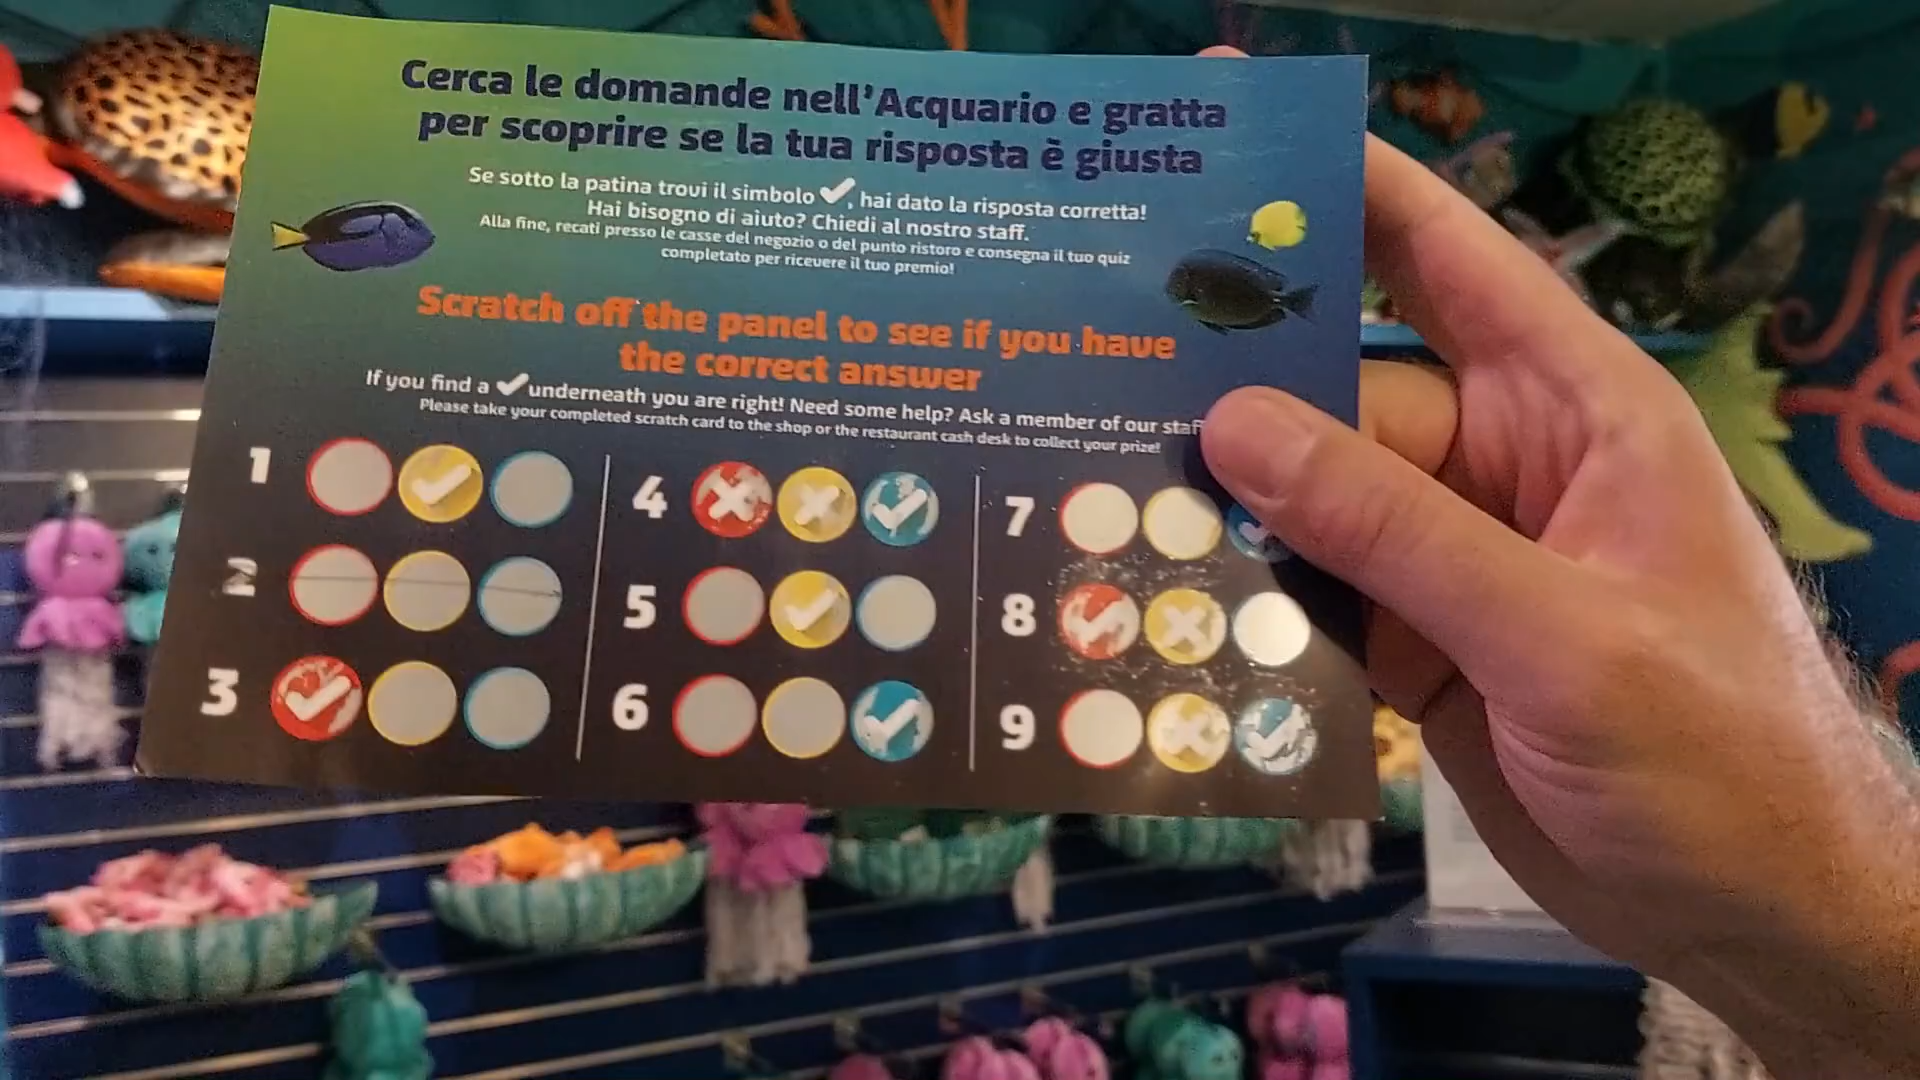 Cerca le domande nell'Acquario e gratta
per scoprire se la tua risposta è giusta
Se sotto la patina trovi il simbolo ✓, hai dato la risposta corretta!
Hai bisogno di aiuto? Chiedi al nostro staff.
Alla fine, recati presso le casse del negozio o del punto ristoro e consegna il tuo quiz
completato per ricevere il tuo premio!
Scratch off the panel to see if you have
the correct answer
If you find a ✓ underneath you are right! Need some help? Ask a member of our staff
Please take your completed scratch card to the shop or the restaurant cash desk to collect your prize!
1
2
3
4
5
6
7
8
9